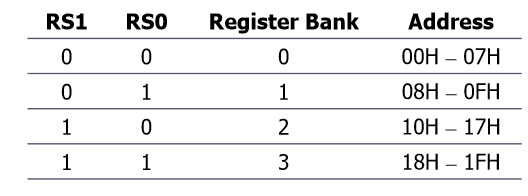 RS1 RS0 Register Bank Address
0 0 0 00H – 07H
0 1 1 08H – 0FH
1 0 2 10H – 17H
1 1 3 18H – 1FH